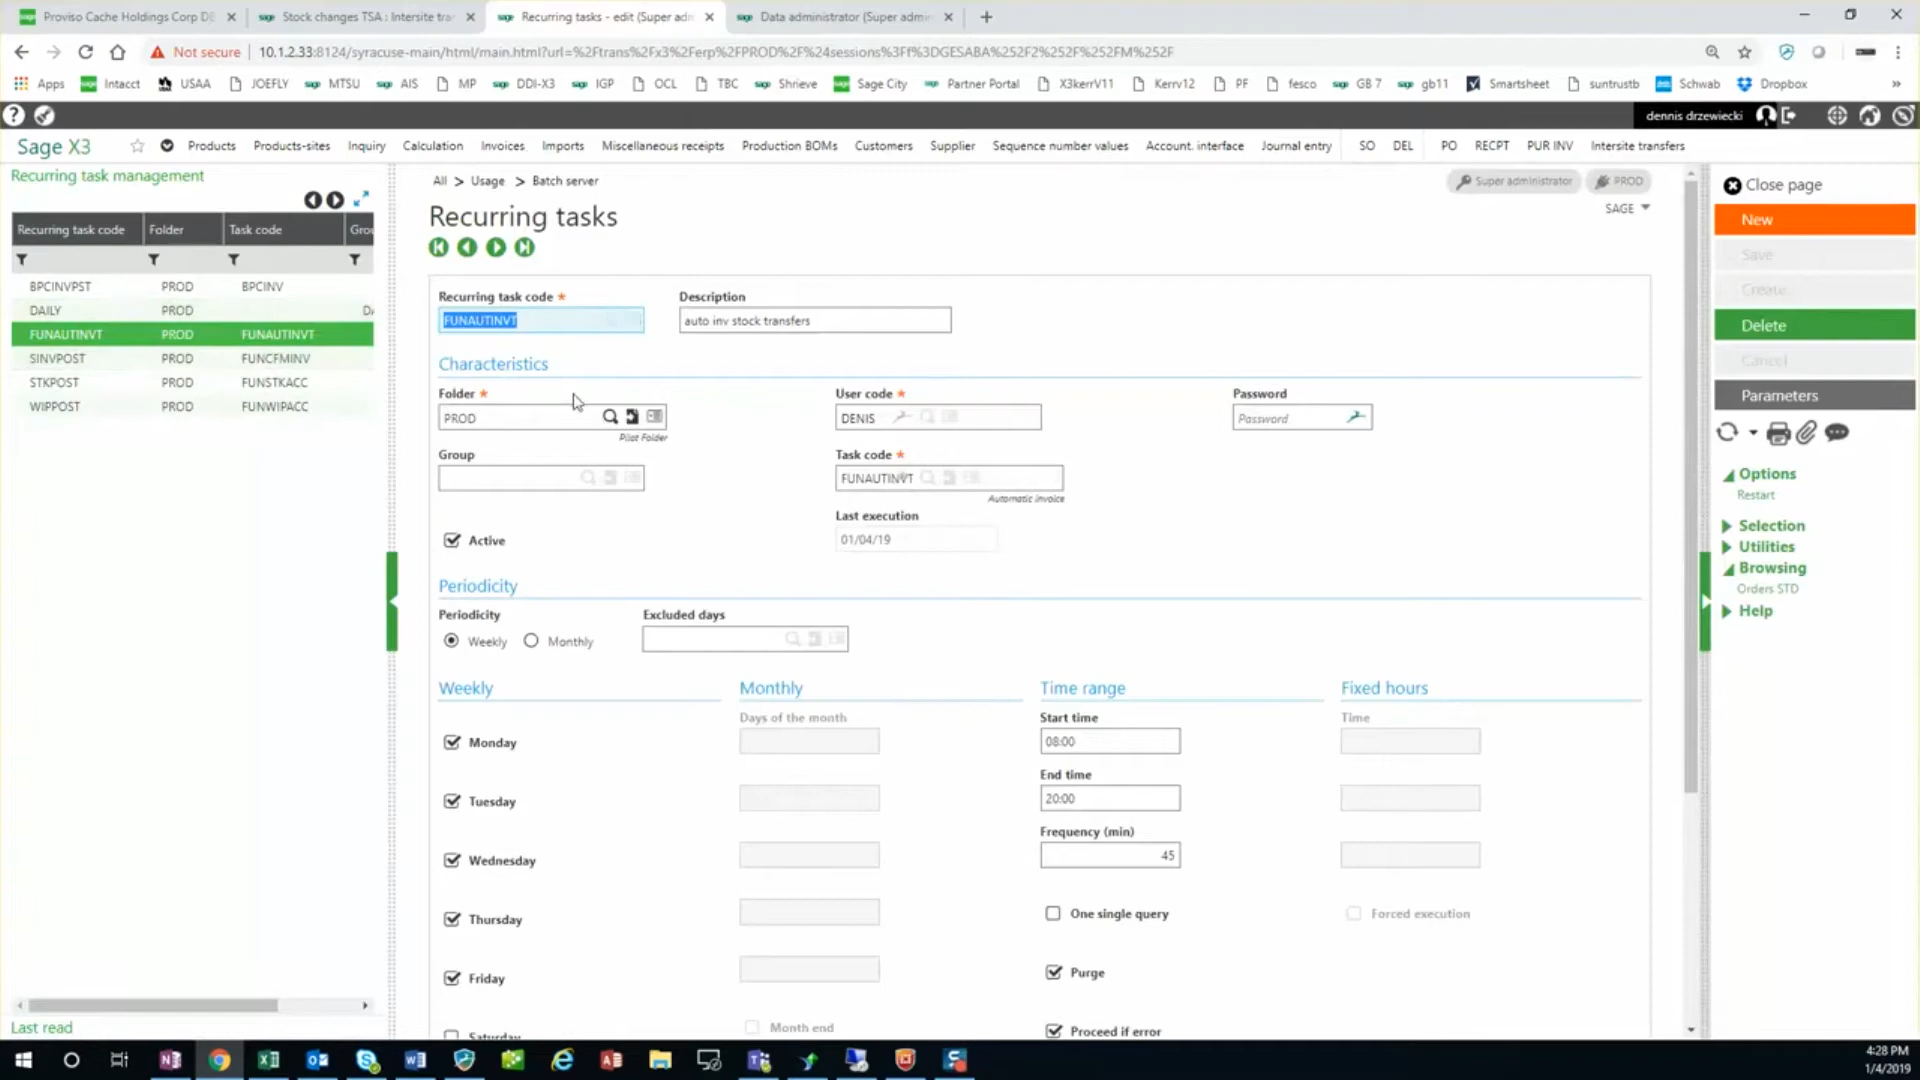 Proviso Cache Holdings Corp DE
Stock changes TSA : Intersite tra
Recurring tasks - edit (Super adm
Data administrator (Super admin
Not secure
10.1.2.33:8124/syracuse-main/html/main.html?url=%2Ftrans%2Fx3%2Ferp%2FPROD%2F%24sessions%3Ff%3DGESABA%252F2%252F%252FM%252F
Apps
Intacct
USAA
JOEFLY
MTSU
AIS
MP
DDI-X3
IGP
OCL
TBC
Shrieve
Sage City
Partner Portal
X3kerrV11
Kerrv12
PF
fesco
GB 7
gb11
Smartsheet
suntrustb
Schwab
Dropbox
dennis drzewiecki
Sage X3
Products
Products-sites
Inquiry
Calculation
Invoices
Imports
Miscellaneous receipts
Production BOMs
Customers
Supplier
Sequence number values
Account. interface
Journal entry
SO
DEL
PO
RECPT
PUR INV
Intersite transfers
Recurring task management
Recurring task code Folder Task code Grou
BPCINVPST PROD BPCINV
DAILY PROD DA
FUNAUTINVT PROD FUNAUTINVT
SINVPOST PROD FUNCFMINV
STKPOST PROD FUNSTKACC
WIPPOST PROD FUNWIPACC
Last read
All > Usage > Batch server
Super administrator
PROD
SAGE
Recurring tasks
Recurring task code *
Description
FUNAUTINVT
auto inv stock transfers
Characteristics
Folder *
User code *
Password
PROD
DENIS
Password
Pilot Folder
Group
Task code *
FUNAUTINVT
Automatic invoice
Last execution
Active
01/04/19
Periodicity
Periodicity
Excluded days
Weekly
Monthly
Weekly
Monthly
Time range
Fixed hours
Days of the month
Start time
Time
Monday
08:00
End time
Tuesday
20:00
Frequency (min)
Wednesday
45
Thursday
One single query
Forced execution
Friday
Purge
Saturday
Month end
Proceed if error
Close page
New
Save
Create
Delete
Cancel
Parameters
Options
Restart
Selection
Utilities
Browsing
Orders STD
Help
4:28 PM
1/4/2019